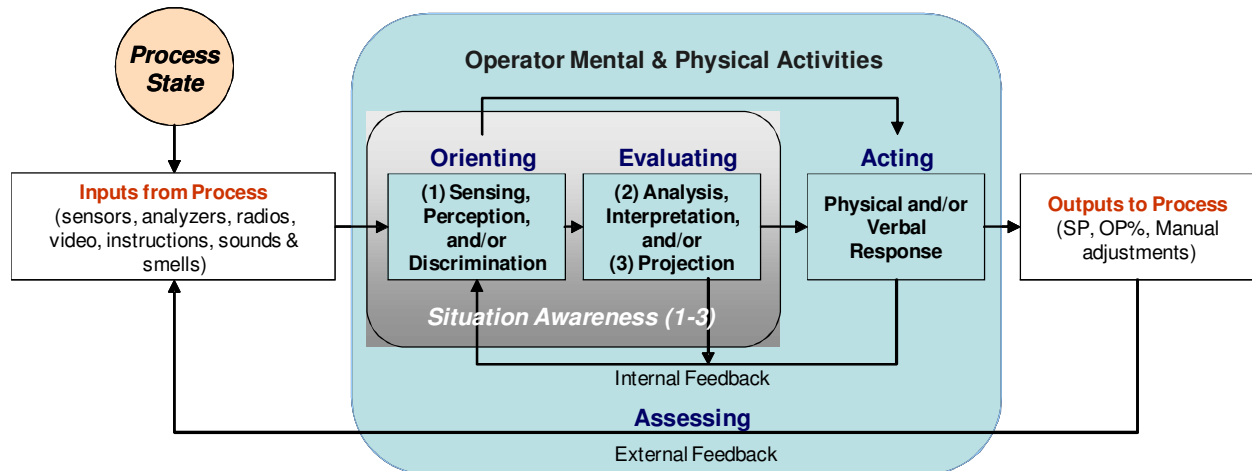 Process
State
Operator Mental & Physical Activities
Orienting
Evaluating
Acting
Inputs from Process
(sensors, analyzers, radios,
video, instructions, sounds &
smells)
(1) Sensing,
Perception,
and/or
Discrimination
(2) Analysis,
Interpretation,
and/or
(3) Projection
Physical and/or
Verbal
Response
Outputs to Process
(SP, OP%, Manual
adjustments)
Situation Awareness (1-3)
Internal Feedback
Assessing
External Feedback